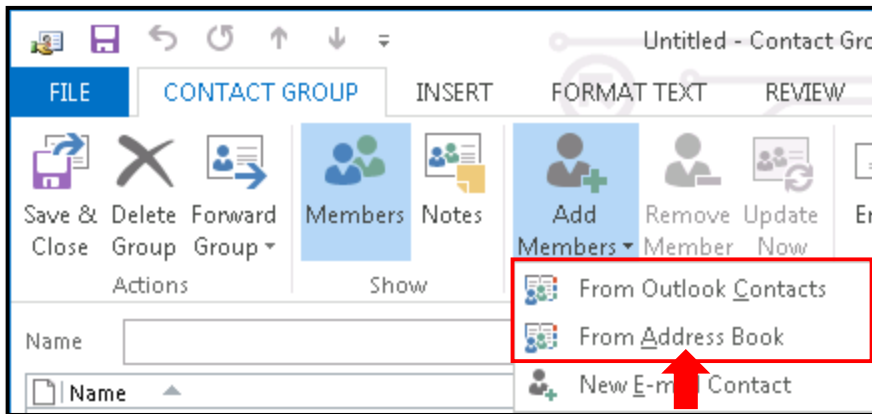 Untitled - Contact Gro
FILE CONTACT GROUP INSERT FORMAT TEXT REVIEW
Save & Close
Delete Group
Forward Group
Members
Notes
Add Members
Remove Member
Update Now
Actions
Show
From Outlook Contacts
From Address Book
New E-m Contact
Name
Name